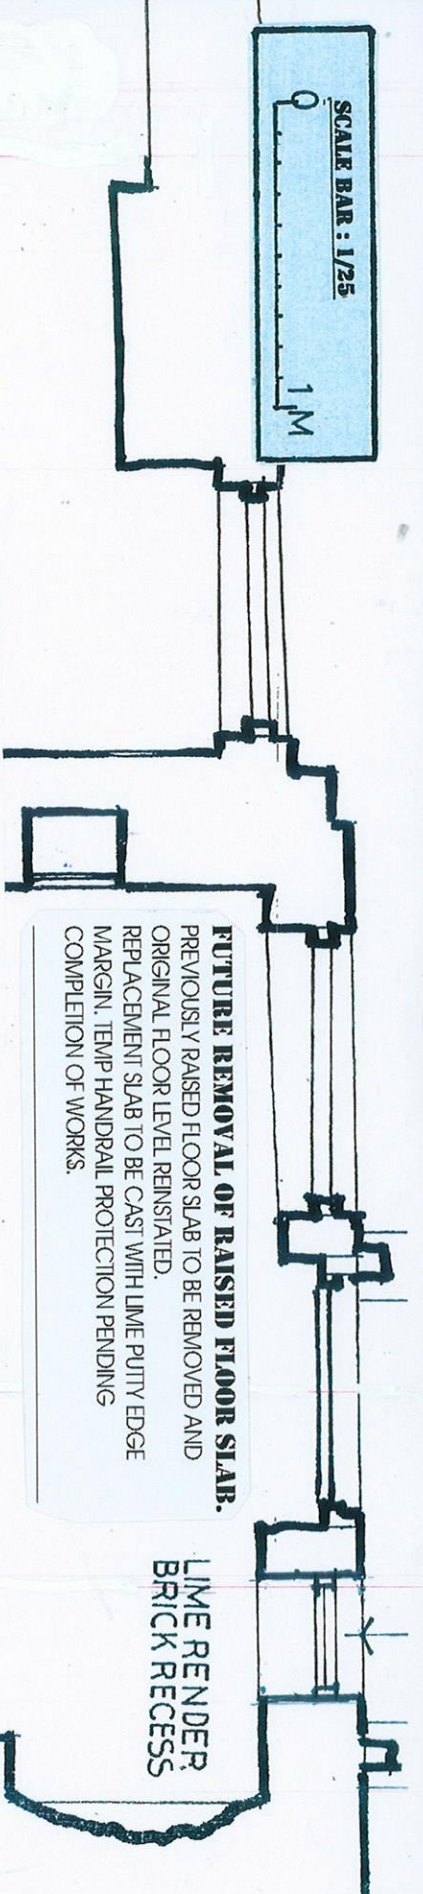 SCALE BAR : 1/25
0 1 M
FUTURE REMOVAL OF RAISED FLOOR SLAB.
PREVIOUSLY RAISED FLOOR SLAB TO BE REMOVED AND
ORIGINAL FLOOR LEVEL REINSTATED.
REPLACEMENT SLAB TO BE CAST WITH LIME PUTTY EDGE
MARGIN. TEMP HANDRAIL PROTECTION PENDING
COMPLETION OF WORKS.
LIME RENDER
BRICK RECESS